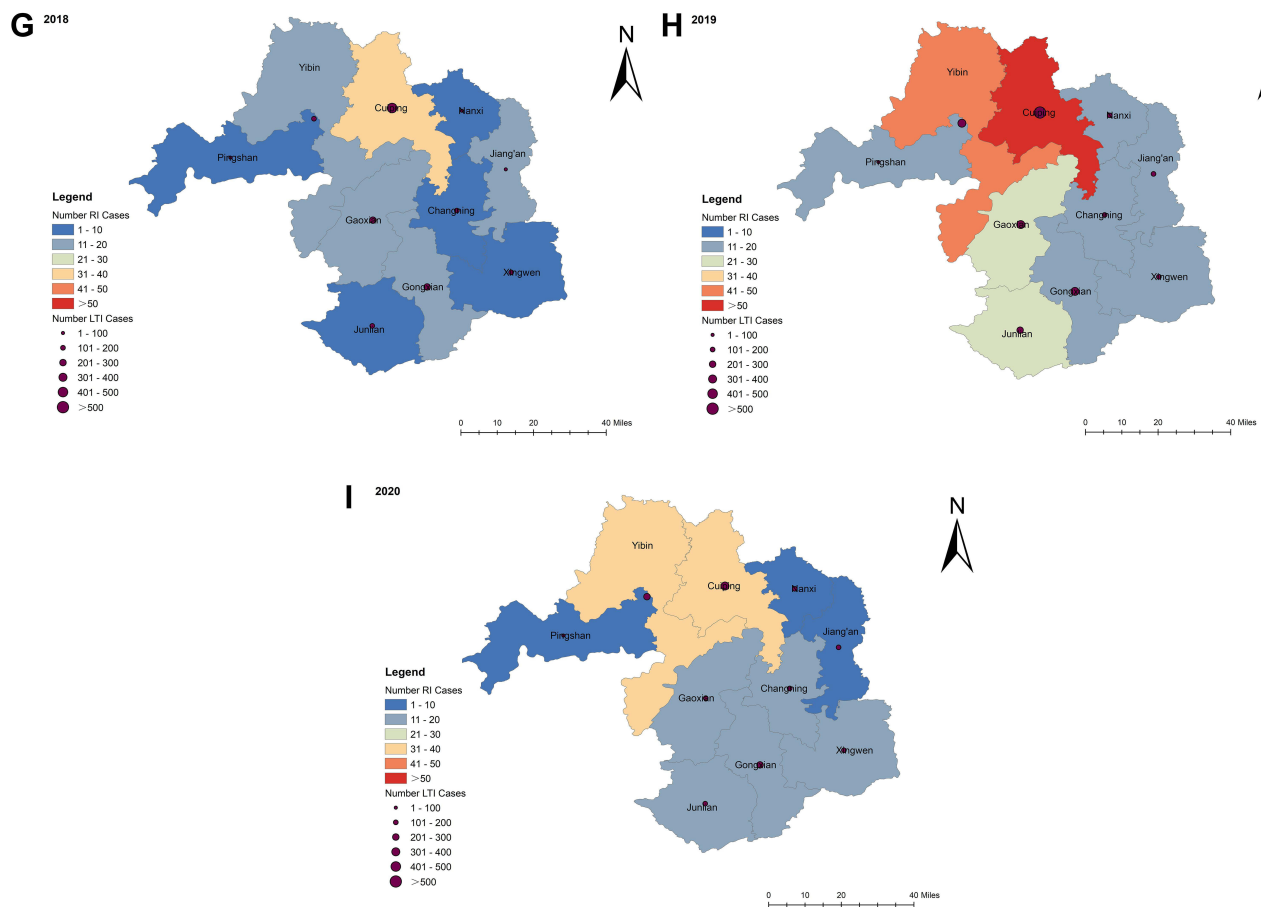 G 2018
N
Yibin
Cuiping
Nanxi
Jiang'an
Pingshan
Changning
Gaoxian
Xingwen
Gongxian
Junlian
Legend
Number RI Cases
1 - 10
11 - 20
21 - 30
31 - 40
41 - 50
>50
Number LTI Cases
1 - 100
101 - 200
201 - 300
301 - 400
401 - 500
>500
0 10 20 40 Miles
H 2019
Yibin
Cuiping
Nanxi
Jiang'an
Pingshan
Changning
Gaoxian
Xingwen
Gongxian
Junlian
Legend
Number RI Cases
1 - 10
11 - 20
21 - 30
31 - 40
41 - 50
>50
Number LTI Cases
1 - 100
101 - 200
201 - 300
301 - 400
401 - 500
>500
0 10 20 40 Miles
I 2020
N
Yibin
Cuiping
Nanxi
Jiang'an
Pingshan
Changning
Gaoxian
Xingwen
Gongxian
Junlian
Legend
Number RI Cases
1 - 10
11 - 20
21 - 30
31 - 40
41 - 50
>50
Number LTI Cases
1 - 100
101 - 200
201 - 300
301 - 400
401 - 500
>500
0 10 20 40 Miles